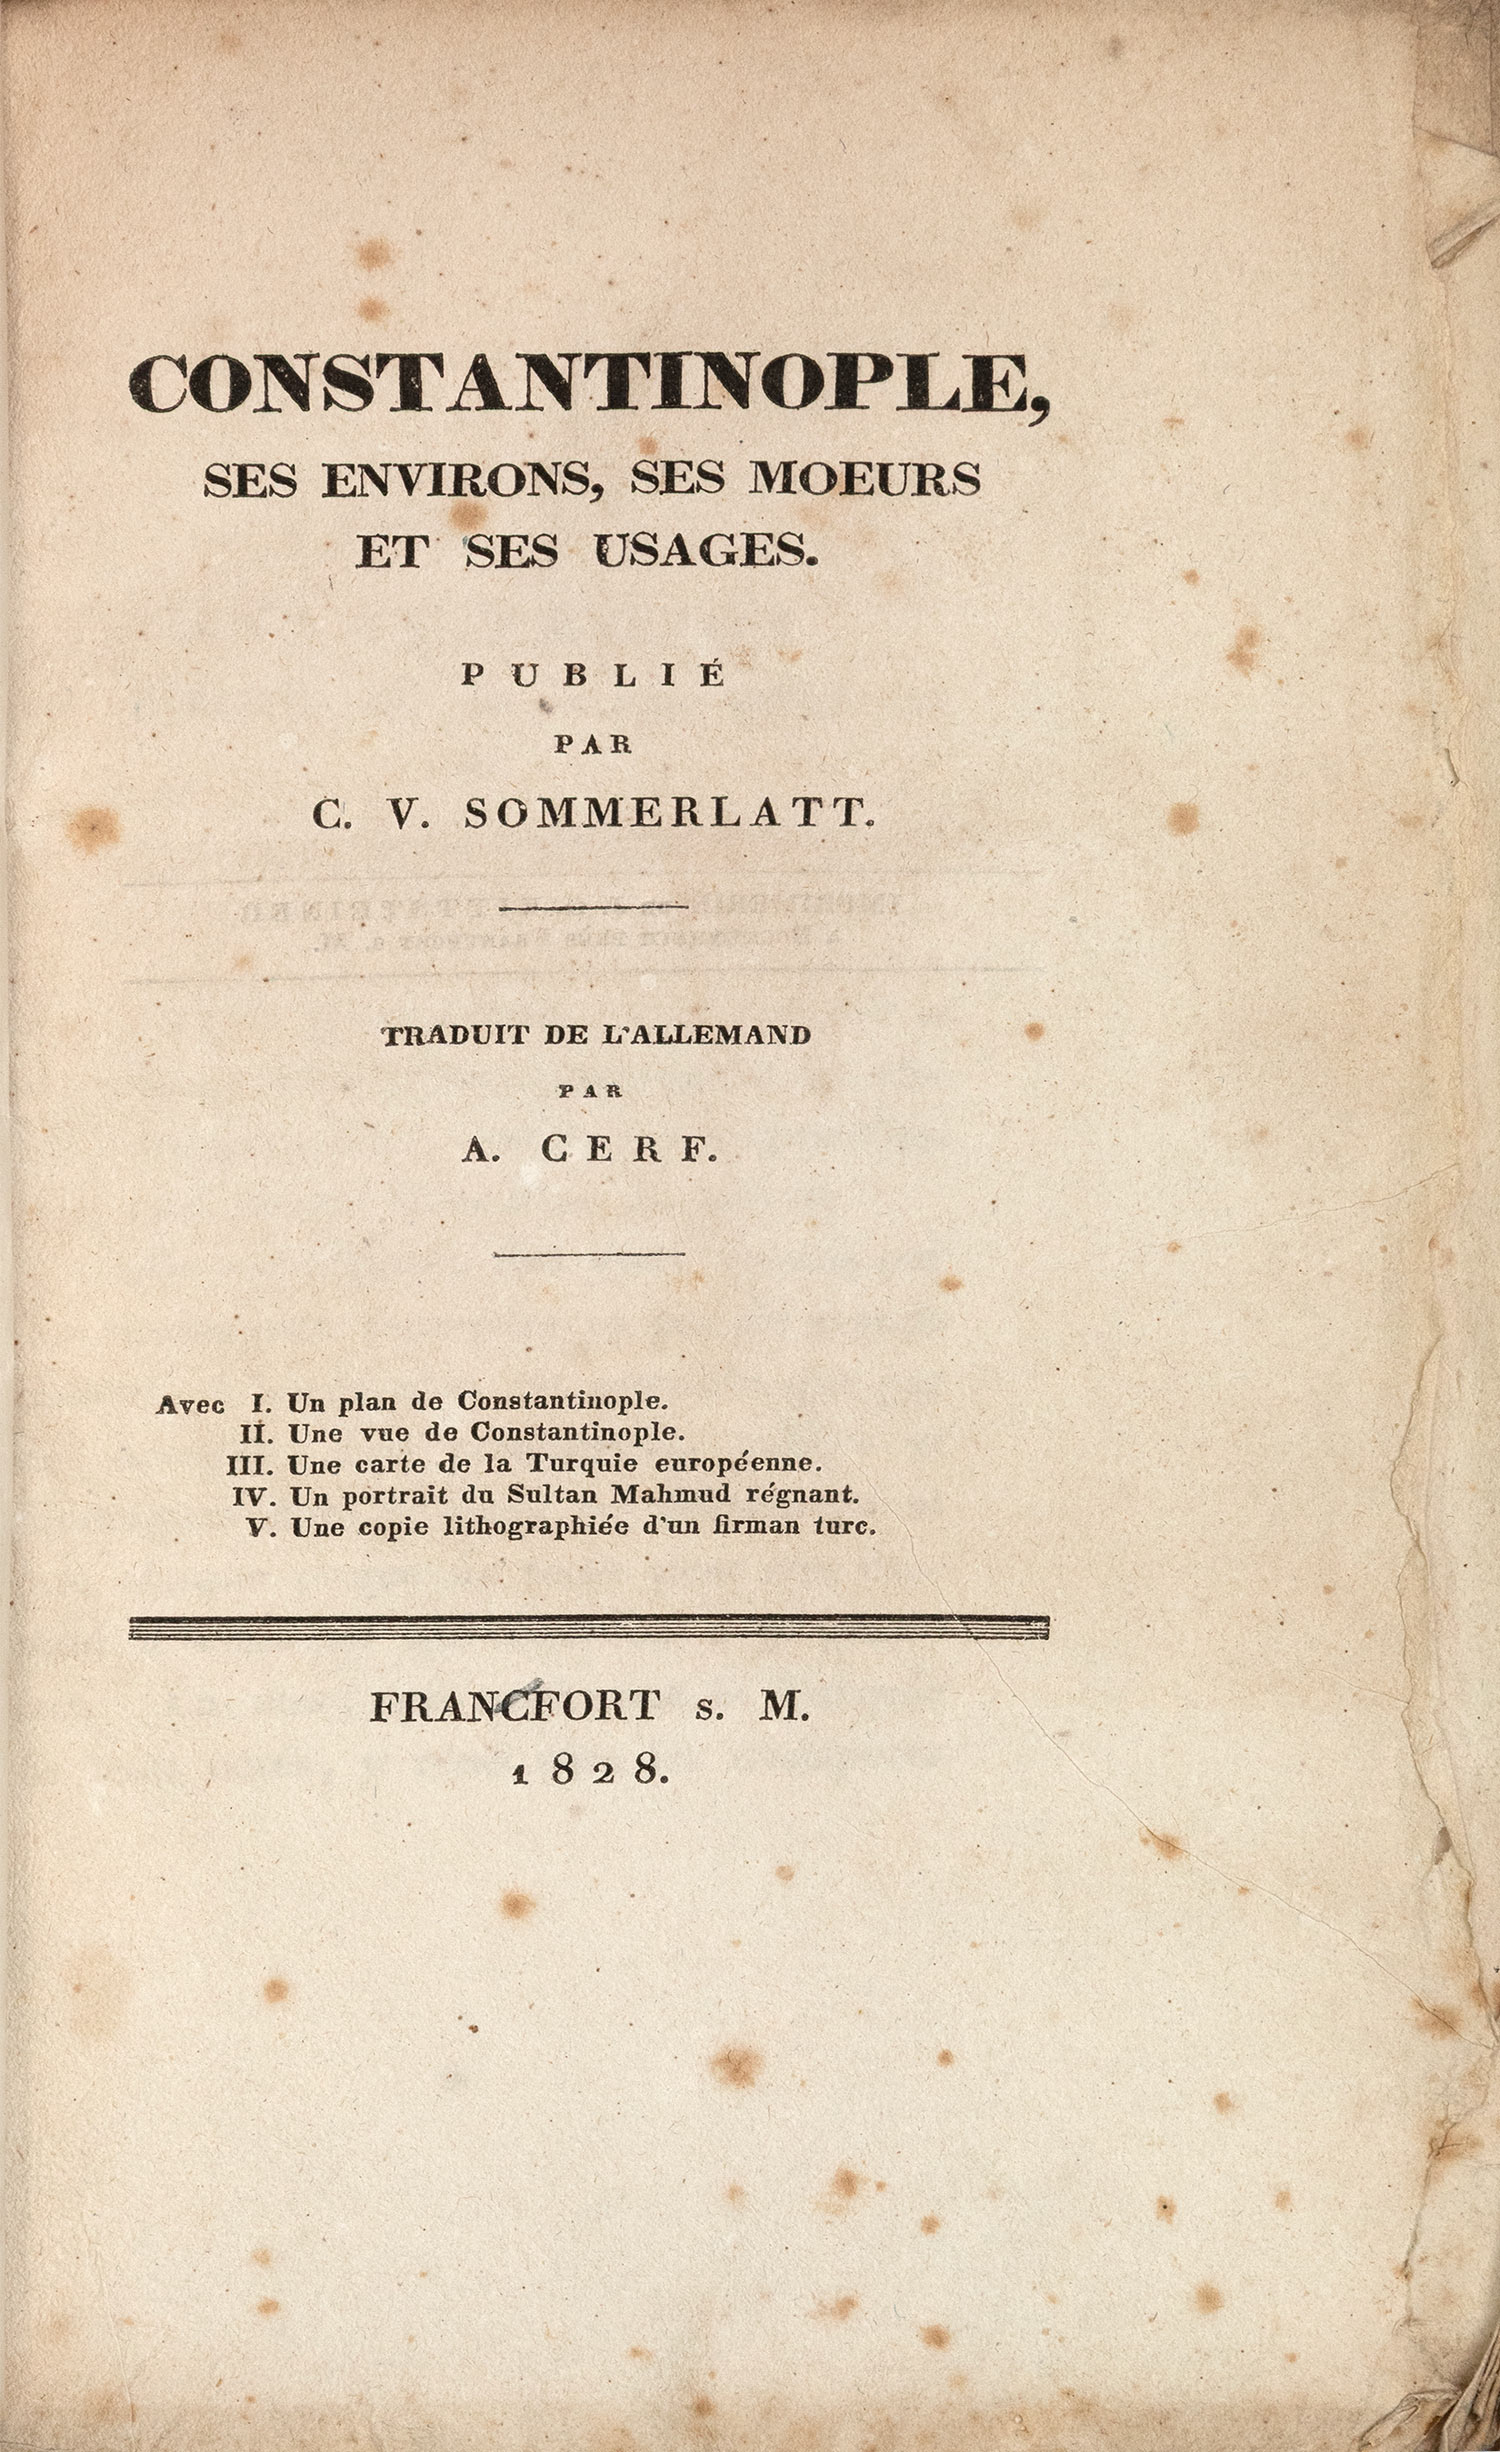 CONSTANTINOPLE,
SES ENVIRONS, SES MOEURS
ET SES USAGES.
PUBLIÉ
PAR
C. V. SOMMERLATT.
TRADUIT DE L'ALLEMAND
PAR
A. CERF.
Avec I. Un plan de Constantinople.
II. Une vue de Constantinople.
III. Une carte de la Turquie européenne.
IV. Un portrait du Sultan Mahmud régnant.
V. Une copie lithographiée d'un firman turc.
FRANCFORT s. M.
1828.